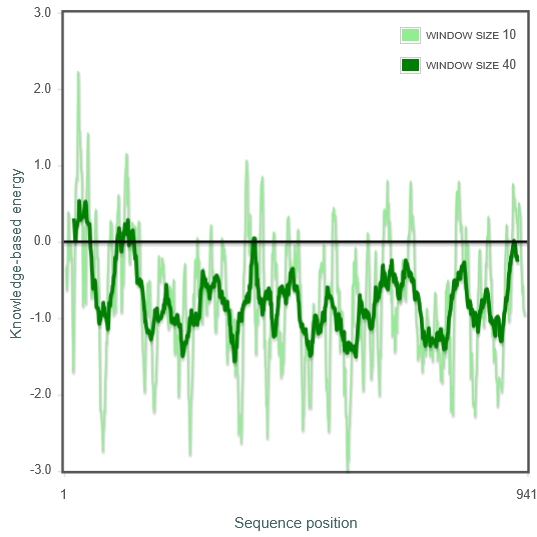 3.0
WINDOW SIZE 10
WINDOW SIZE 40
2.0
1.0
0.0
-1.0
-2.0
-3.0
Knowledge-based energy
1
941
Sequence position